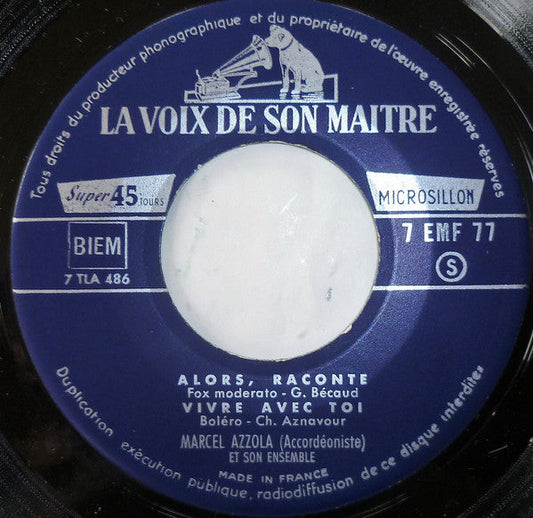 Tous droits du producteur phonographique et du propriétaire de l'œuvre enregistrée réservés
LA VOIX DE SON MAITRE
Super 45 TOURS
MICROSILLON
BIEM
7 EMF 77
7 TLA 486
S
ALORS, RACONTE
Fox moderato - G. Bécaud
VIVRE AVEC TOI
Boléro - Ch. Aznavour
MARCEL AZZOLA (Accordéoniste)
ET SON ENSEMBLE
MADE IN FRANCE
Duplication exécution publique, radiodiffusion de ce disque interdites